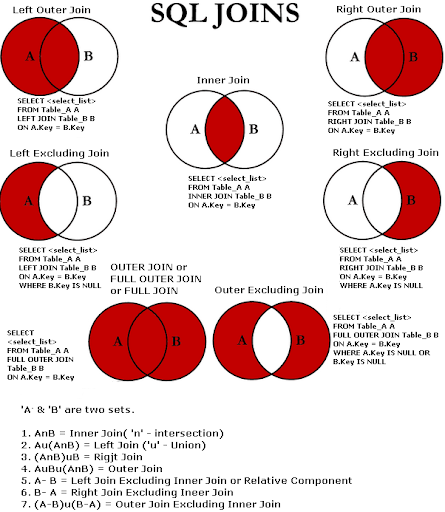 SQL JOINS
Left Outer Join
A
B
SELECT <select_list>
FROM Table_A A
LEFT JOIN Table_B B
ON A.Key = B.Key
Right Outer Join
A
B
SELECT <select_list>
FROM Table_A A
RIGHT JOIN Table_B B
ON A.Key = B.Key
Inner Join
A
B
SELECT <select_list>
FROM Table_A A
INNER JOIN Table_B B
ON A.Key = B.Key
Left Excluding Join
A
B
SELECT <select_list>
FROM Table_A A
LEFT JOIN Table_B B
ON A.Key = B.Key
WHERE B.Key IS NULL
Right Excluding Join
A
B
SELECT <select_list>
FROM Table_A A
RIGHT JOIN Table_B B
ON A.Key = B.Key
WHERE A.Key IS NULL
OUTER JOIN or
FULL OUTER JOIN
or FULL JOIN
A
B
SELECT
<select_list>
FROM Table_A A
FULL OUTER JOIN
Table_B B
ON A.Key = B.Key
Outer Excluding Join
A
B
SELECT <select_list>
FROM Table_A A
FULL OUTER JOIN Table_B B
ON A.Key = B.Key
WHERE A.Key IS NULL OR
B.Key IS NULL
'A' & 'B' are two sets.
1. AnB = Inner Join( 'n' - intersection)
2. Au(AnB) = Left Join ('u' - Union)
3. (AnB)uB = Rigjt Join
4. AuBu(AnB) = Outer Join
5. A- B = Left Join Excluding Inner Join or Relative Component
6. B- A = Right Join Excluding Ineer Join
7. (A-B)u(B-A) = Outer Join Excluding Inner Join